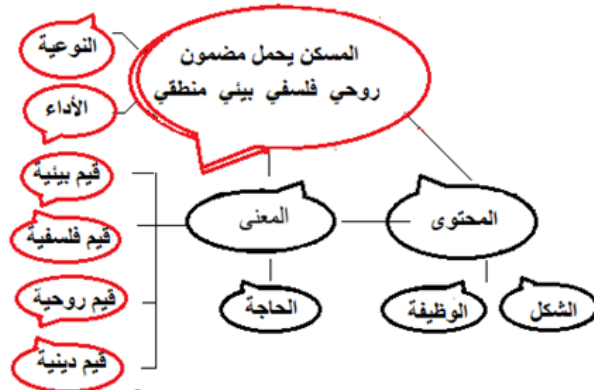 المسكن يحمل مضمون
روحي فلسفي بيئي منطقي
النوعية
الأداء
المحتوى
المعنى
قيم بيئية
قيم فلسفية
قيم روحية
قيم دينية
الشكل
الوظيفة
الحاجة